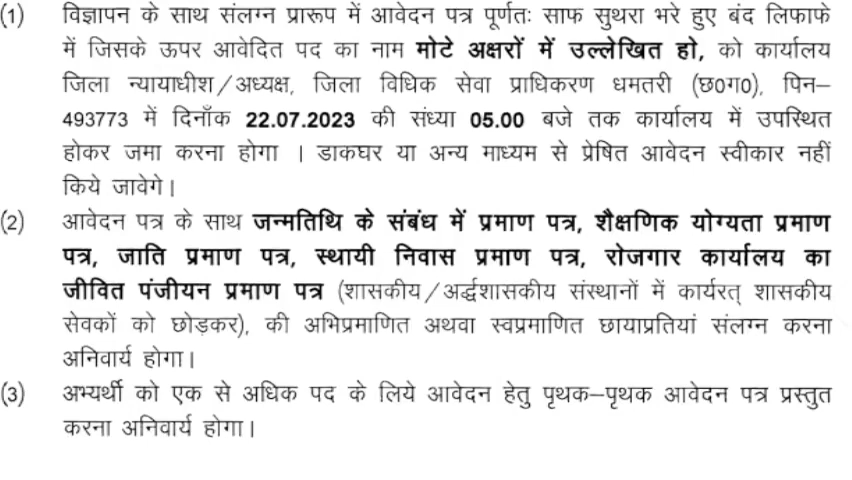 (1) विज्ञापन के साथ संलग्न प्रारूप में आवेदन पत्र पूर्णतः साफ सुथरा भरे हुए बंद लिफाफे
में जिसके ऊपर आवेदित पद का नाम मोटे अक्षरों में उल्लेखित हो, को कार्यालय
जिला न्यायाधीश/अध्यक्ष, जिला विधिक सेवा प्राधिकरण धमतरी (छ0ग0), पिन–
493773 में दिनाँक 22.07.2023 की संध्या 05.00 बजे तक कार्यालय में उपस्थित
होकर जमा करना होगा । डाकघर या अन्य माध्यम से प्रेषित आवेदन स्वीकार नहीं
किये जावेगे।
(2) आवेदन पत्र के साथ जन्मतिथि के संबंध में प्रमाण पत्र, शैक्षणिक योग्यता प्रमाण
पत्र, जाति प्रमाण पत्र, स्थायी निवास प्रमाण पत्र, रोजगार कार्यालय का
जीवित पंजीयन प्रमाण पत्र (शासकीय/अर्द्धशासकीय संस्थानों में कार्यरत् शासकीय
सेवकों को छोड़कर), की अभिप्रमाणित अथवा स्वप्रमाणित छायाप्रतियां संलग्न करना
अनिवार्य होगा।
(3) अभ्यर्थी को एक से अधिक पद के लिये आवेदन हेतु पृथक–पृथक आवेदन पत्र प्रस्तुत
करना अनिवार्य होगा।